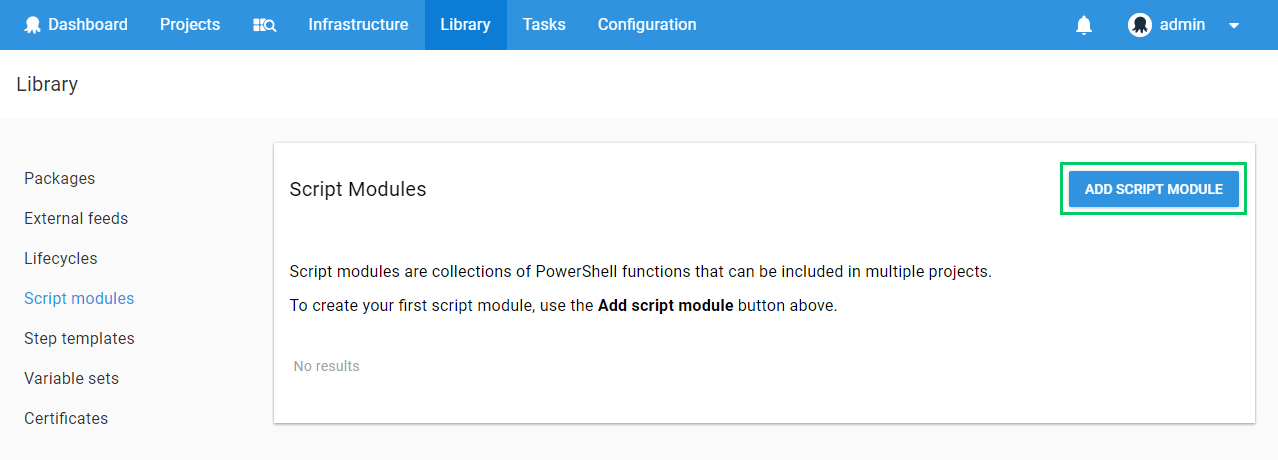 Dashboard Projects Infrastructure Library Tasks Configuration admin
Library
Packages
External feeds
Lifecycles
Script modules
Step templates
Variable sets
Certificates
Script Modules
ADD SCRIPT MODULE
Script modules are collections of PowerShell functions that can be included in multiple projects.
To create your first script module, use the Add script module button above.
No results